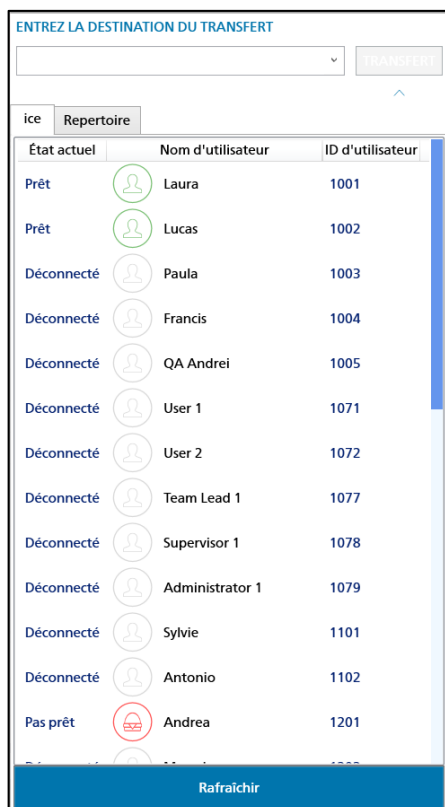 ENTREZ LA DESTINATION DU TRANSFERT
TRANSFERT
ice Repertoire
État actuel Nom d'utilisateur ID d'utilisateur
Prêt Laura 1001
Prêt Lucas 1002
Déconnecté Paula 1003
Déconnecté Francis 1004
Déconnecté QA Andrei 1005
Déconnecté User 1 1071
Déconnecté User 2 1072
Déconnecté Team Lead 1 1077
Déconnecté Supervisor 1 1078
Déconnecté Administrator 1 1079
Déconnecté Sylvie 1101
Déconnecté Antonio 1102
Pas prêt Andrea 1201
Rafraîchir